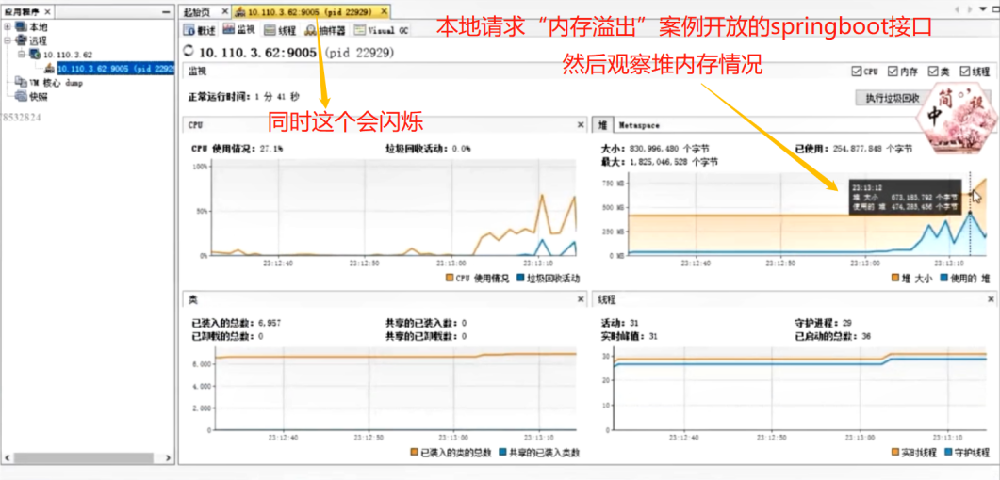 应用程序 ×
本地
远程
10.110.3.62
10.110.3.62:9005 (pid 2292
VM 核心 dump
快照
78532824
起始页 ×
10.110.3.62:9005 (pid 22929) ×
概述 监视 线程 抽样器 Visual GC
10.110.3.62:9005 (pid 22929)
本地请求“内存溢出”案例开放的springboot接口
然后观察堆内存情况
同时这个会闪烁
监视
CPU 内存 类 线程
正常运行时间: 1 分 41 秒
执行垃圾回收
简中设
CPU ×
CPU 使用情况: 27.1% 垃圾回收活动: 0.0%
100%
50%
0%
23:12:40 23:12:50 23:13:00 23:13:10
CPU 使用情况 垃圾回收活动
堆 Metaspace
大小: 830,996,480 个字节 已使用: 254,877,848 个字节
最大: 1,825,046,528 个字节
750 MB
500 MB
250 MB
0 MB
23:13:12
堆 大小 673,183,792 个字节
使用的 堆 474,283,456 个字节
23:12:40 23:12:50 23:13:00 23:13:10
堆 大小 使用的 堆
类 ×
已装入的总数: 6,957 共享的已装入数: 0
已卸载的总数: 0 共享的已卸载数: 0
6,000
4,000
2,000
0
23:12:40 23:12:50 23:13:00 23:13:10
已装入的类的总数 共享的已装入类数
线程 ×
活动: 31 守护进程: 29
实时峰值: 31 已启动的总数: 36
30
20
10
0
23:12:40 23:12:50 23:13:00 23:13:10
实时线程 守护线程